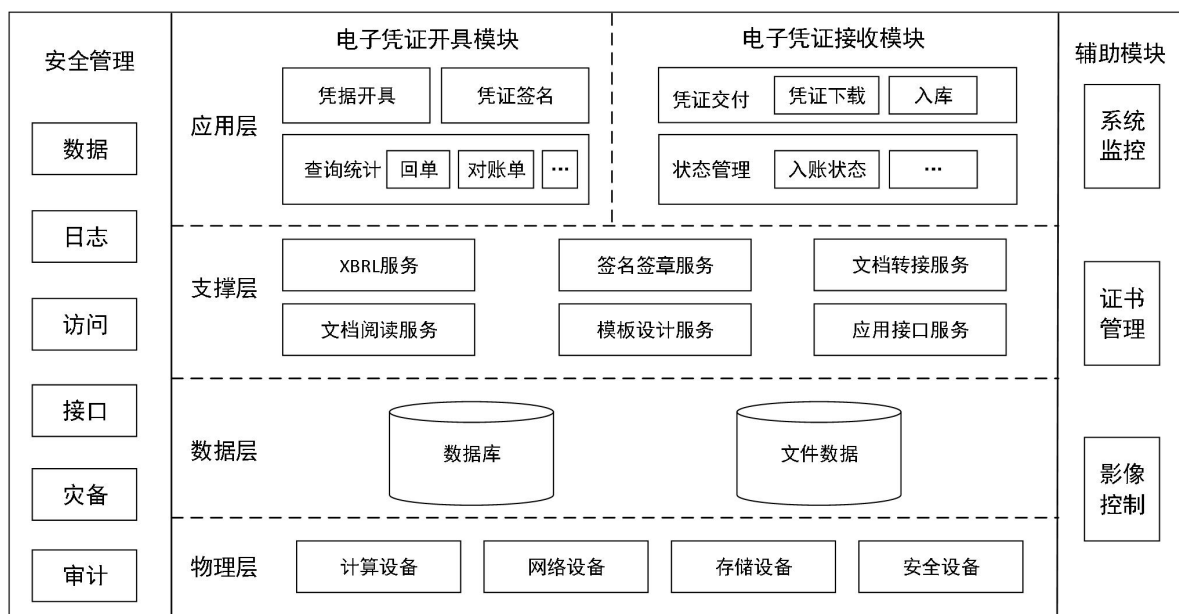 安全管理
数据
日志
访问
接口
灾备
审计
应用层
电子凭证开具模块
凭据开具
凭证签名
查询统计
回单
对账单
...
电子凭证接收模块
凭证交付
凭证下载
入库
状态管理
入账状态
...
支撑层
XBRL服务
签名签章服务
文档转接服务
文档阅读服务
模板设计服务
应用接口服务
数据层
数据库
文件数据
物理层
计算设备
网络设备
存储设备
安全设备
辅助模块
系统
监控
证书
管理
影像
控制